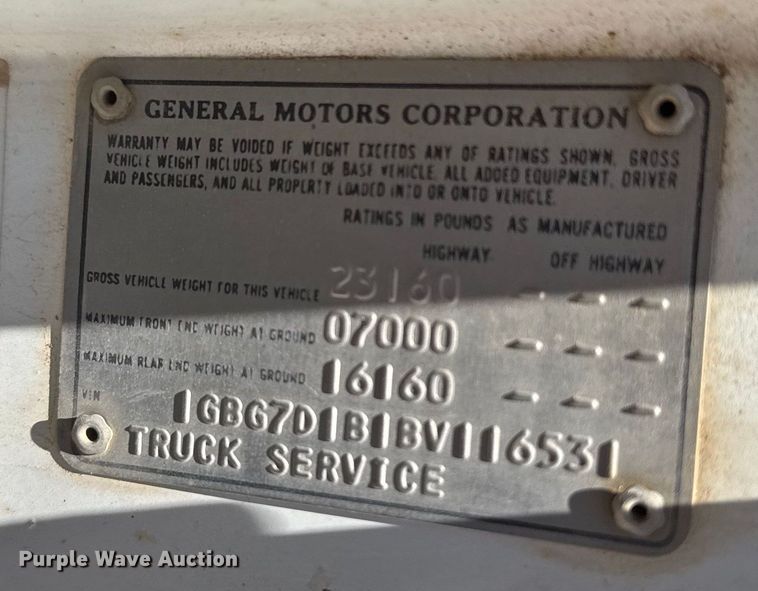 GENERAL MOTORS CORPORATION
WARRANTY MAY BE VOIDED IF WEIGHT EXCEEDS ANY OF RATINGS SHOWN. GROSS
VEHICLE WEIGHT INCLUDES WEIGHT OF BASE VEHICLE, ALL ADDED EQUIPMENT, DRIVER
AND PASSENGERS, AND ALL PROPERTY LOADED INTO OR ONTO VEHICLE.
RATINGS IN POUNDS AS MANUFACTURED
HIGHWAY OFF HIGHWAY
GROSS VEHICLE WEIGHT FOR THIS VEHICLE 23160 - - -
MAXIMUM FRONT END WEIGHT AT GROUND 07000 - - -
MAXIMUM REAR END WEIGHT AT GROUND 16160 - - -
VIN 1GBG7D1B1BV116531
TRUCK SERVICE
Purple Wave Auction